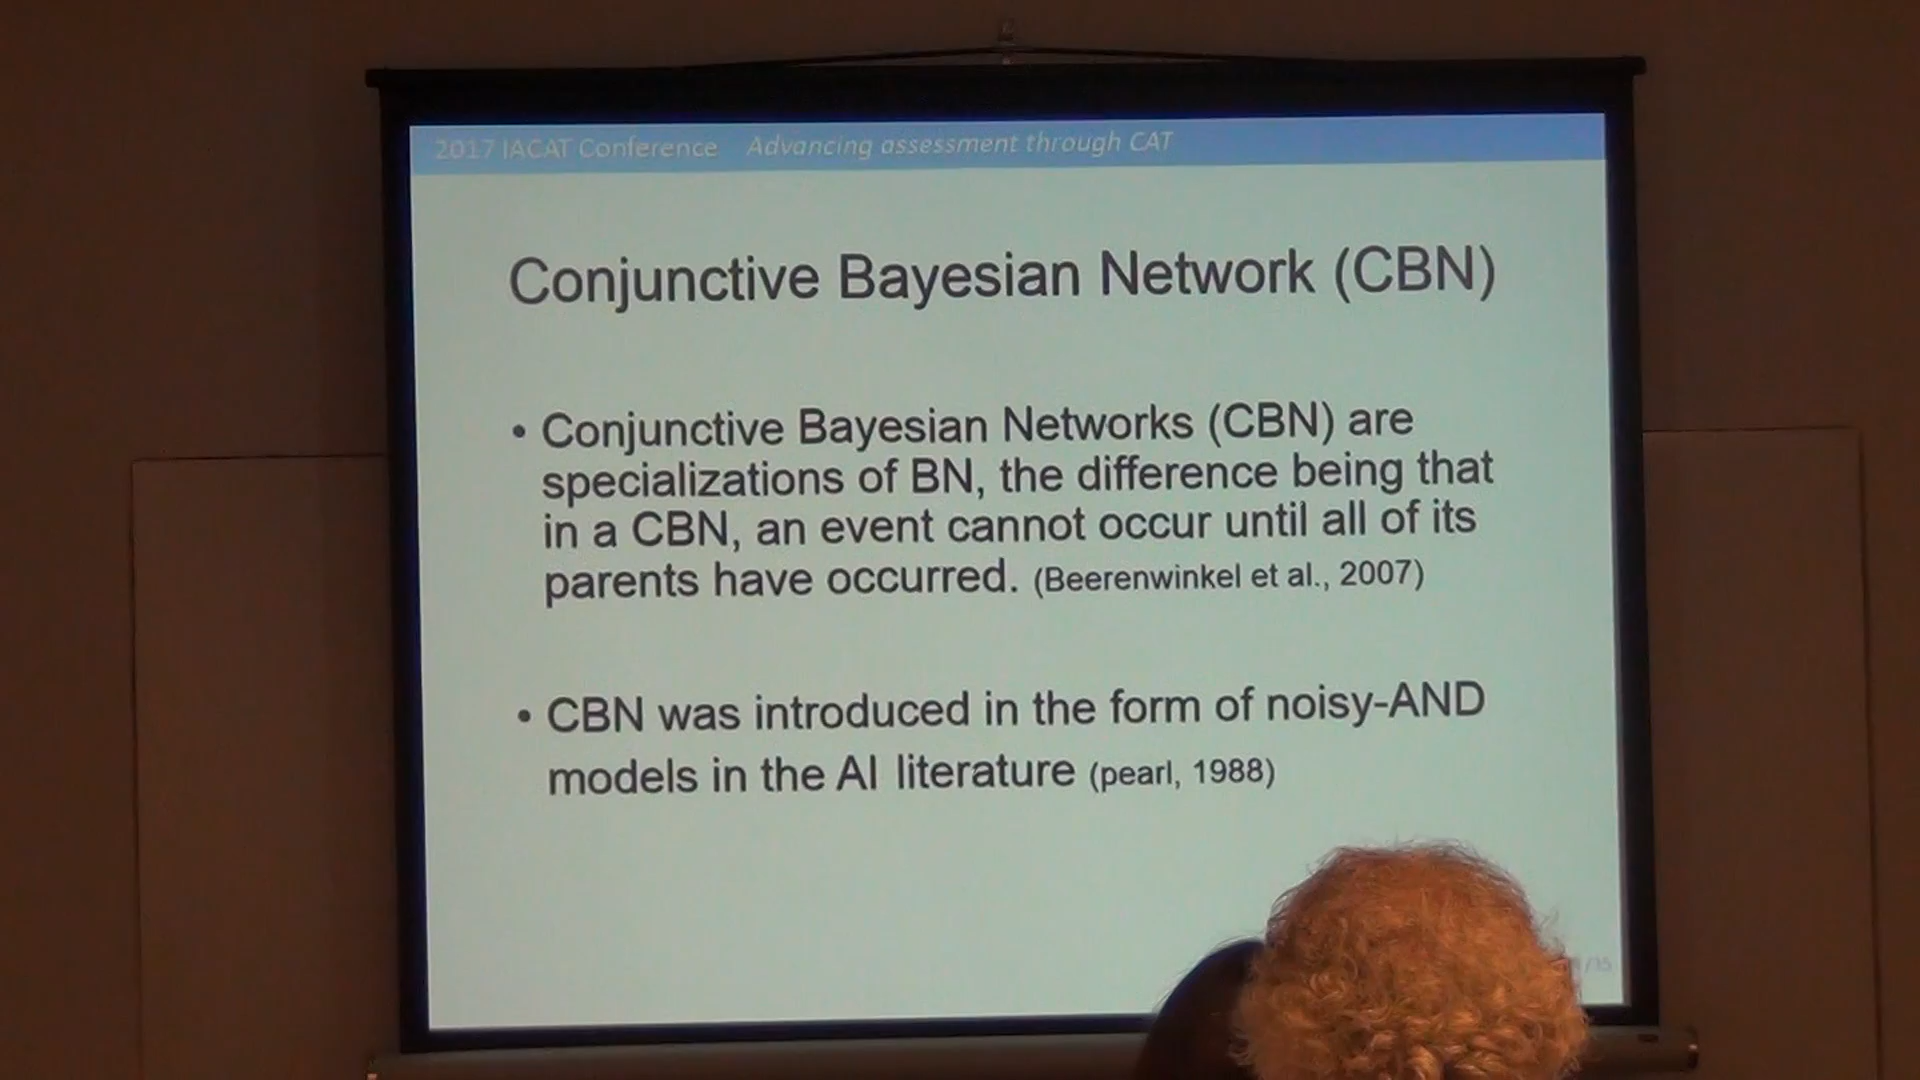 2017 IACAT Conference Advancing assessment through CAT
Conjunctive Bayesian Network (CBN)
• Conjunctive Bayesian Networks (CBN) are
specializations of BN, the difference being that
in a CBN, an event cannot occur until all of its
parents have occurred. (Beerenwinkel et al., 2007)
• CBN was introduced in the form of noisy-AND
models in the AI literature (pearl, 1988)